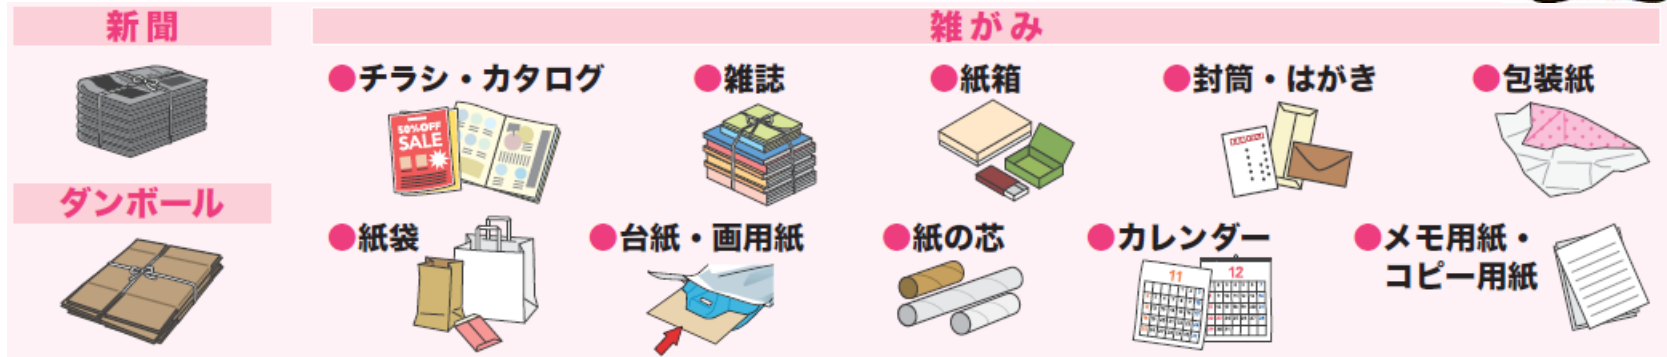 新聞
雑がみ
●チラシ・カタログ
50%OFF
SALE
●雑誌
●紙箱
●封筒・はがき
●包装紙
ダンボール
●紙袋
●台紙・画用紙
●紙の芯
●カレンダー
11
12
●メモ用紙・
コピー用紙